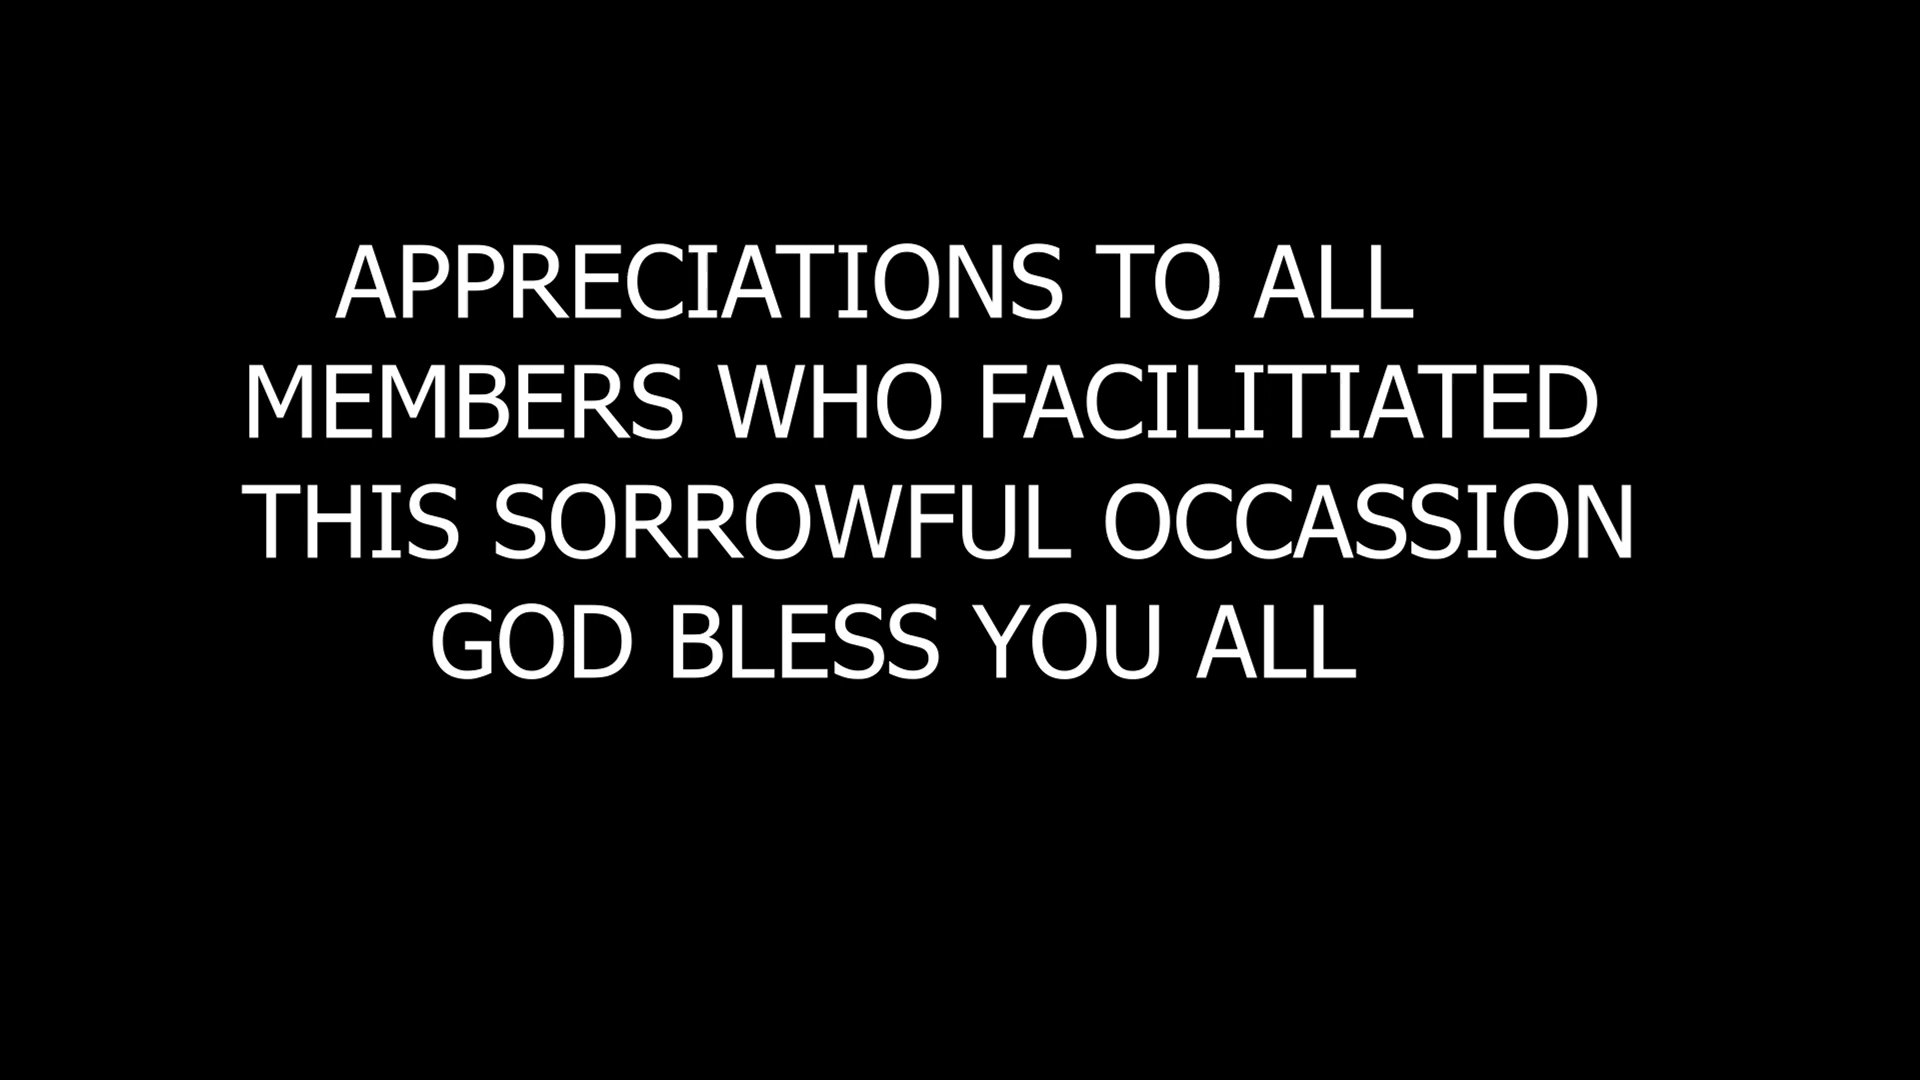 APPRECIATIONS TO ALL
MEMBERS WHO FACILITIATED
THIS SORROWFUL OCCASSION
GOD BLESS YOU ALL